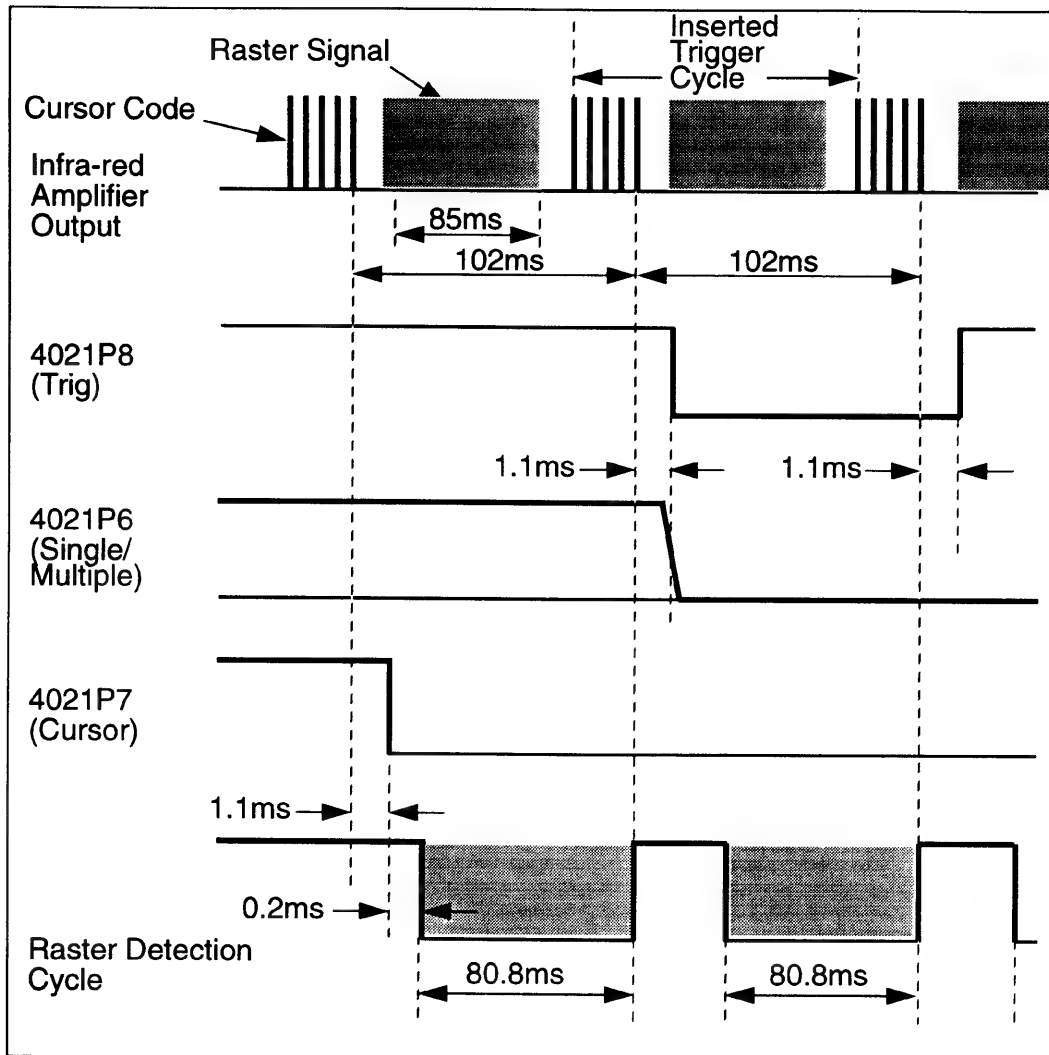 Inserted
Trigger
Cycle
Raster Signal
Cursor Code
Infra-red
Amplifier
Output
85ms
102ms
102ms
4021P8
(Trig)
1.1ms
1.1ms
4021P6
(Single/
Multiple)
4021P7
(Cursor)
1.1ms
0.2ms
Raster Detection
Cycle
80.8ms
80.8ms